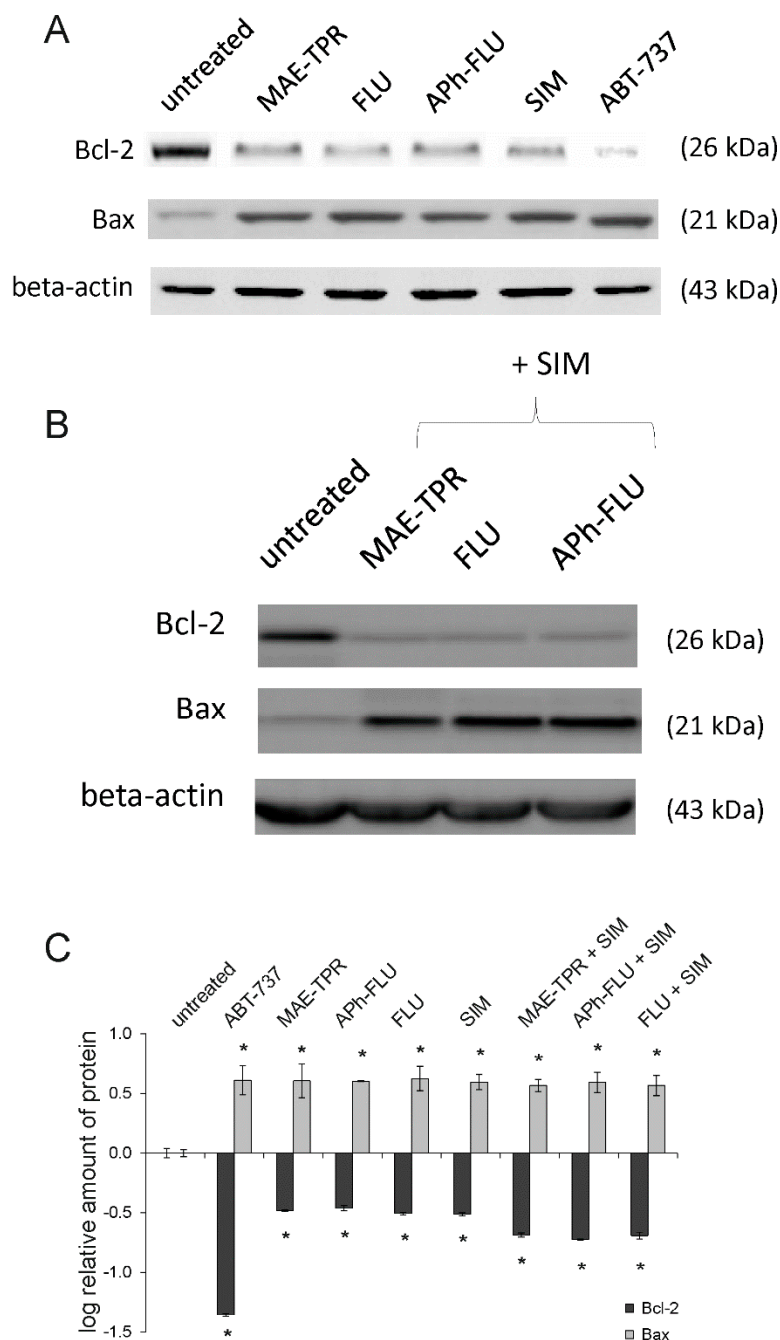 A
untreated MAE-TPR FLU APh-FLU SIM ABT-737
Bcl-2 (26 kDa)
Bax (21 kDa)
beta-actin (43 kDa)
+ SIM
B
untreated MAE-TPR FLU APh-FLU
Bcl-2 (26 kDa)
Bax (21 kDa)
beta-actin (43 kDa)
C
untreated ABT-737 MAE-TPR APh-FLU FLU SIM MAE-TPR + SIM APh-FLU + SIM FLU + SIM
log relative amount of protein
1.0
* * * * * * * *
0.5
0.0
-0.5
* * * * * * * 
-1.0
Bcl-2
*
-1.5
Bax